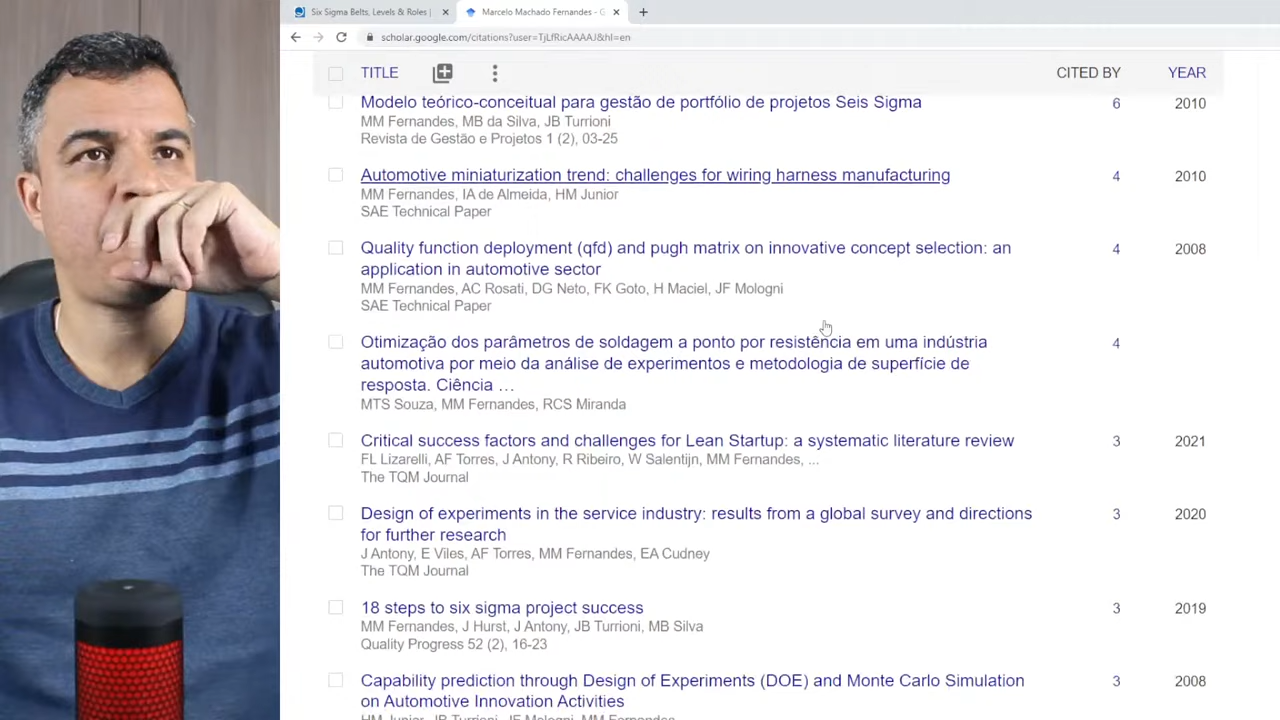 Six Sigma Belts, Levels & Roles |
Marcelo Machado Fernandes - G
scholar.google.com/citations?user=TjLfRicAAAAJ&hl=en
TITLE CITED BY YEAR
Modelo teórico-conceitual para gestão de portfólio de projetos Seis Sigma 6 2010
MM Fernandes, MB da Silva, JB Turrioni
Revista de Gestão e Projetos 1 (2), 03-25
Automotive miniaturization trend: challenges for wiring harness manufacturing 4 2010
MM Fernandes, IA de Almeida, HM Junior
SAE Technical Paper
Quality function deployment (qfd) and pugh matrix on innovative concept selection: an 4 2008
application in automotive sector
MM Fernandes, AC Rosati, DG Neto, FK Goto, H Maciel, JF Mologni
SAE Technical Paper
Otimização dos parâmetros de soldagem a ponto por resistência em uma indústria 4
automotiva por meio da análise de experimentos e metodologia de superfície de
resposta. Ciência …
MTS Souza, MM Fernandes, RCS Miranda
Critical success factors and challenges for Lean Startup: a systematic literature review 3 2021
FL Lizarelli, AF Torres, J Antony, R Ribeiro, W Salentijn, MM Fernandes, ...
The TQM Journal
Design of experiments in the service industry: results from a global survey and directions 3 2020
for further research
J Antony, E Viles, AF Torres, MM Fernandes, EA Cudney
The TQM Journal
18 steps to six sigma project success 3 2019
MM Fernandes, J Hurst, J Antony, JB Turrioni, MB Silva
Quality Progress 52 (2), 16-23
Capability prediction through Design of Experiments (DOE) and Monte Carlo Simulation 3 2008
on Automotive Innovation Activities
HM Junior, JB Turrioni, JF Mologni, MM Fernandes